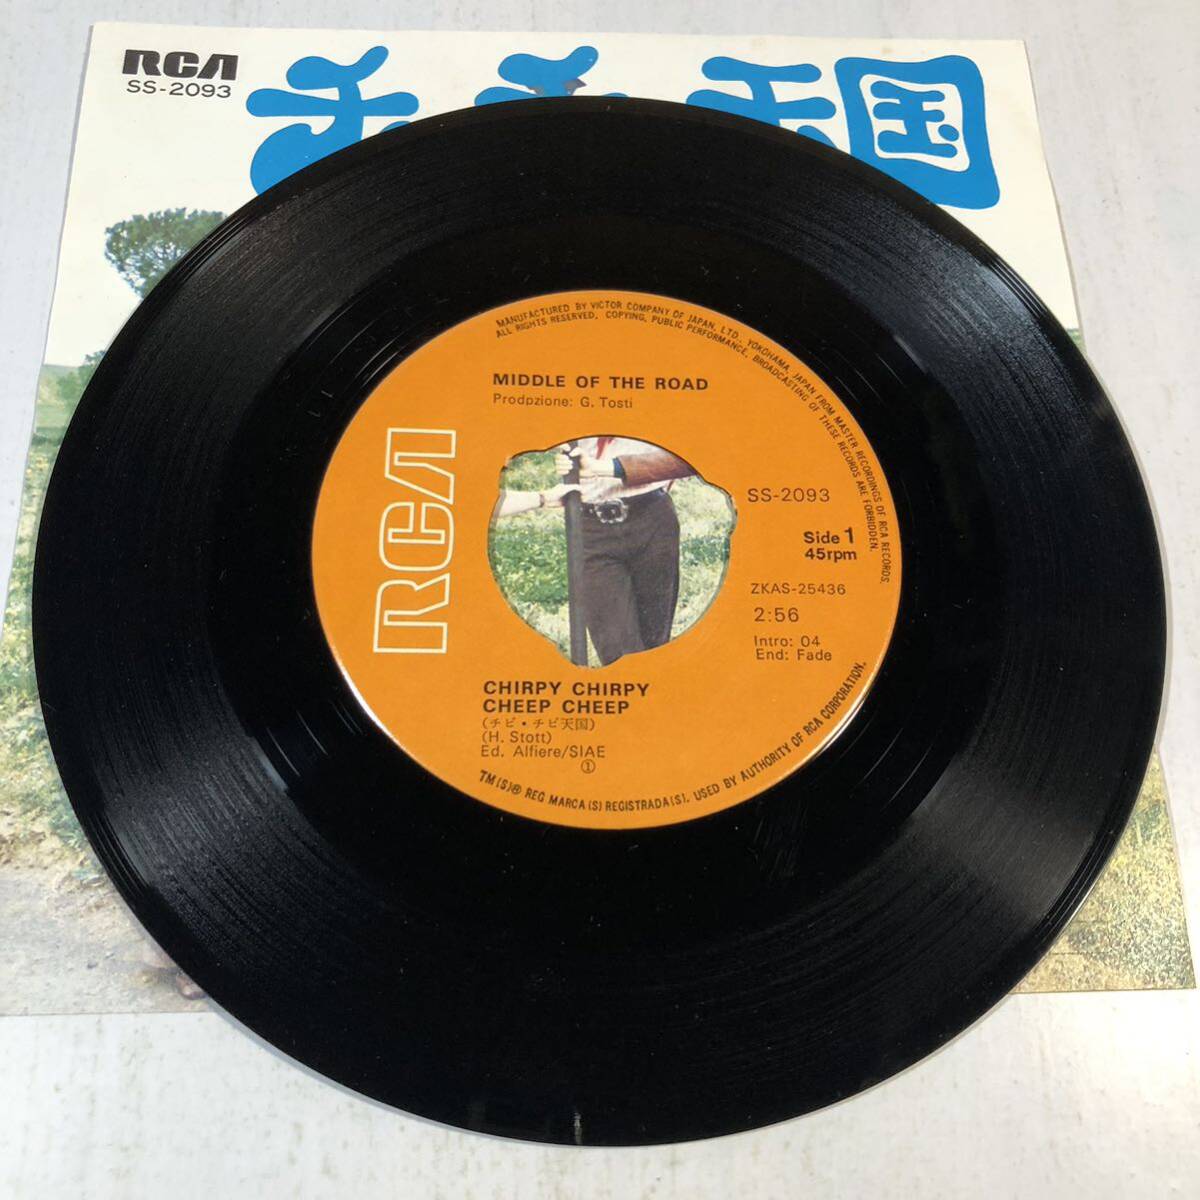 RCA
SS-2093
チ
天国
MANUFACTURED BY VICTOR COMPANY OF JAPAN, LTD., YOKOHAMA, JAPAN FROM MASTER RECORDINGS OF RCA RECORDS.
ALL RIGHTS RESERVED, COPYING, PUBLIC PERFORMANCE, BROADCASTING OF THESE RECORDS ARE FORBIDDEN.
MIDDLE OF THE ROAD
Prodpzione: G. Tosti
RCA
SS-2093
Side 1
45rpm
ZKAS-25436
2:56
Intro: 04
End: Fade
CHIRPY CHIRPY
CHEEP CHEEP
(チビ・チビ天国)
(H. Stott)
Ed. Alfiere/SIAE
①
TM(S)® REG MARCA(S) REGISTRADA(S). USED BY AUTHORITY OF RCA CORPORATION.